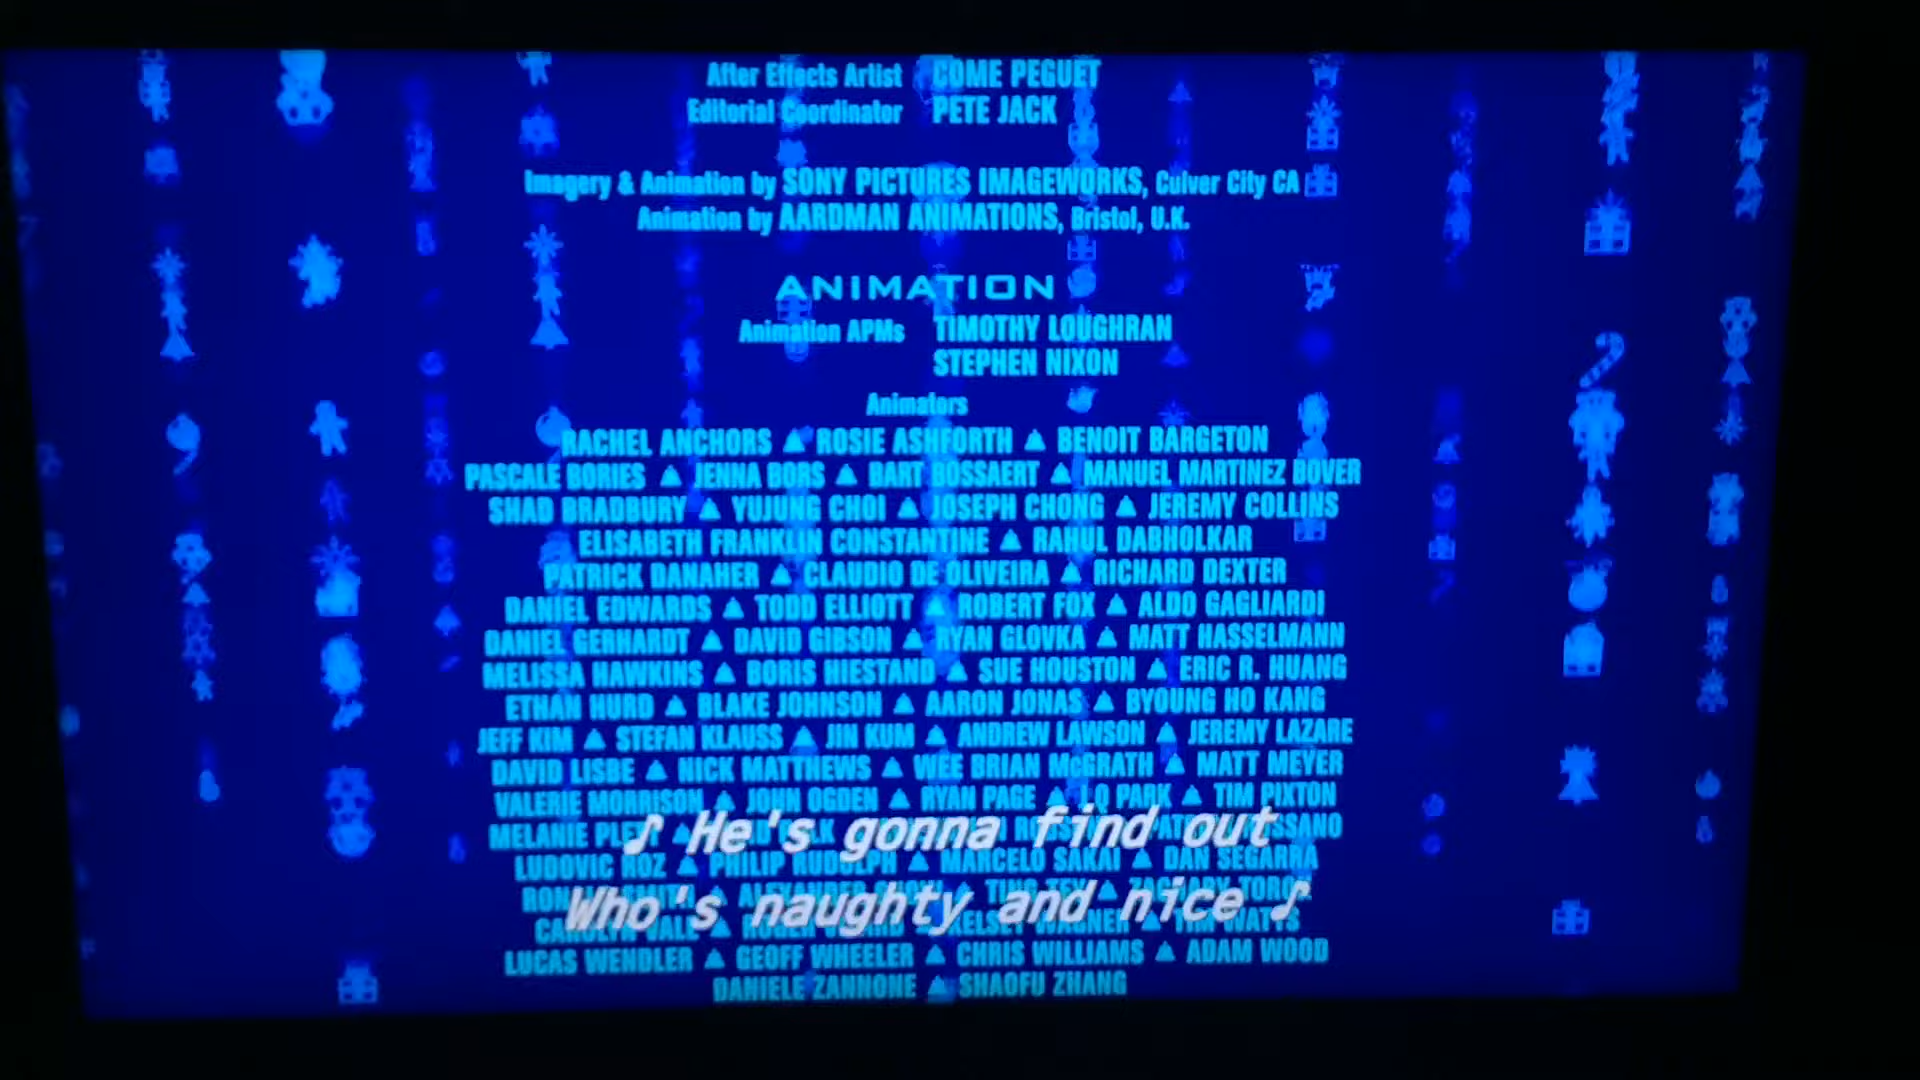 After Effects Artist COME PEGUET
Editorial Coordinator PETE JACK
Imagery & Animation by SONY PICTURES IMAGEWORKS, Culver City CA
Animation by AARDMAN ANIMATIONS, Bristol, U.K.
ANIMATION
Animation APMs TIMOTHY LOUGHRAN
STEPHEN NIXON
Animators
RACHEL ANCHORS ▲ ROSIE ASHFORTH ▲ BENOIT BARGETON
PASCALE BORIES ▲ JENNA BORS ▲ BART BOSSAERT ▲ MANUEL MARTINEZ BOVER
SHAD BRADBURY ▲ YUJUNG CHOI ▲ JOSEPH CHONG ▲ JEREMY COLLINS
ELISABETH FRANKLIN CONSTANTINE ▲ RAHUL DABHOLKAR
PATRICK DANAHER ▲ CLAUDIO DE OLIVEIRA ▲ RICHARD DEXTER
DANIEL EDWARDS ▲ TODD ELLIOTT ▲ ROBERT FOX ▲ ALDO GAGLIARDI
DANIEL GERHARDT ▲ DAVID GIBSON ▲ RYAN GLOVKA ▲ MATT HASSELMANN
MELISSA HAWKINS ▲ BORIS HIESTAND ▲ SUE HOUSTON ▲ ERIC R. HUANG
ETHAN HURD ▲ BLAKE JOHNSON ▲ AARON JONAS ▲ BYOUNG HO KANG
JEFF KIM ▲ STEFAN KLAUSS ▲ JIN KUM ▲ ANDREW LAWSON ▲ JEREMY LAZARE
DAVID LISBE ▲ NICK MATTHEWS ▲ WEE BRIAN McGRATH ▲ MATT MEYER
VALERIE MORRISON ▲ JOHN OGDEN ▲ RYAN PAGE ▲ PARK ▲ TIM PIXTON
MELANIE
♪ He's gonna find out
LUDOVIC ROZ ▲ PHILIP RUDOLPH ▲ MARCELO SAKAI ▲ DAN SEGARRA
Who's naughty and nice ♪
LUCAS WENDLER ▲ GEOFF WHEELER ▲ CHRIS WILLIAMS ▲ ADAM WOOD
DANIELE ZANNONE ▲ SHAOFU ZHANG